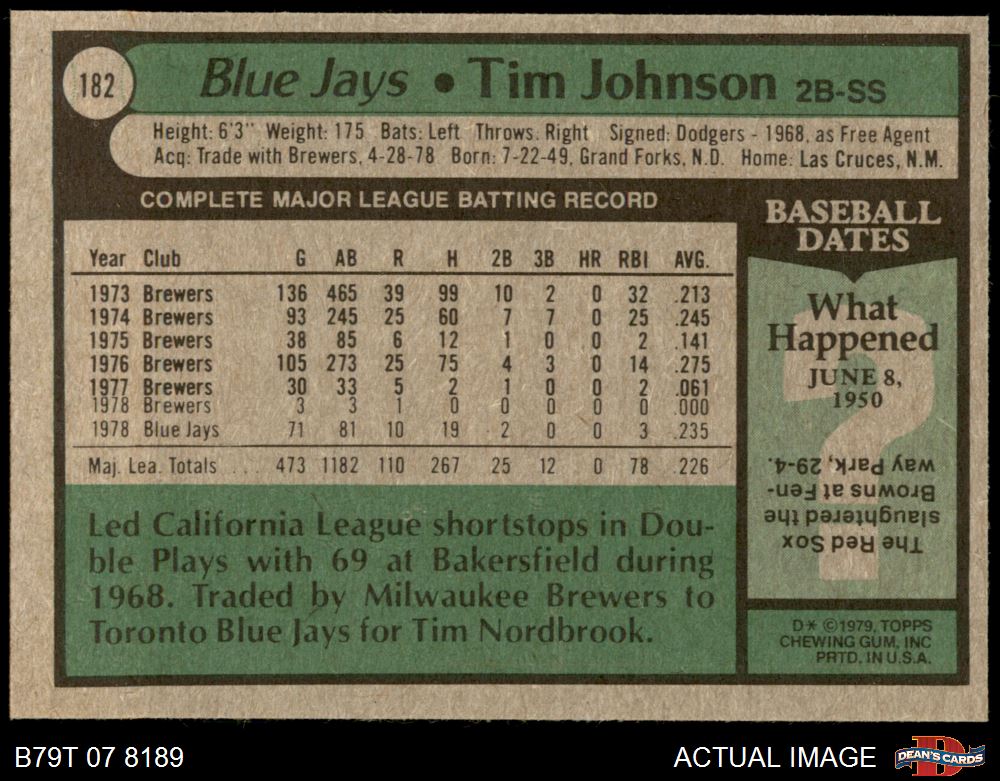 182
Blue Jays • Tim Johnson 2B-SS
Height: 6'3" Weight: 175 Bats: Left Throws: Right Signed: Dodgers - 1968, as Free Agent
Acq: Trade with Brewers, 4-28-78 Born: 7-22-49, Grand Forks, N.D. Home: Las Cruces, N.M.
COMPLETE MAJOR LEAGUE BATTING RECORD
Year Club G AB R H 2B 3B HR RBI AVG.
1973 Brewers 136 465 39 99 10 2 0 32 .213
1974 Brewers 93 245 25 60 7 7 0 25 .245
1975 Brewers 38 85 6 12 1 0 0 2 .141
1976 Brewers 105 273 25 75 4 3 0 14 .275
1977 Brewers 30 33 5 2 1 0 0 2 .061
1978 Brewers 3 3 1 0 0 0 0 0 .000
1978 Blue Jays 71 81 10 19 2 0 0 3 .235
Maj. Lea. Totals ... 473 1182 110 267 25 12 0 78 .226
Led California League shortstops in Dou-
ble Plays with 69 at Bakersfield during
1968. Traded by Milwaukee Brewers to
Toronto Blue Jays for Tim Nordbrook.
BASEBALL
DATES
What
Happened
JUNE 8,
1950
?
The Red Sox
slaughtered the
Browns at Fen-
way Park, 29-4.
D* ©1979, TOPPS
CHEWING GUM, INC
PRTD. IN U.S.A.
B79T 07 8189
ACTUAL IMAGE
D
DEAN'S CARDS